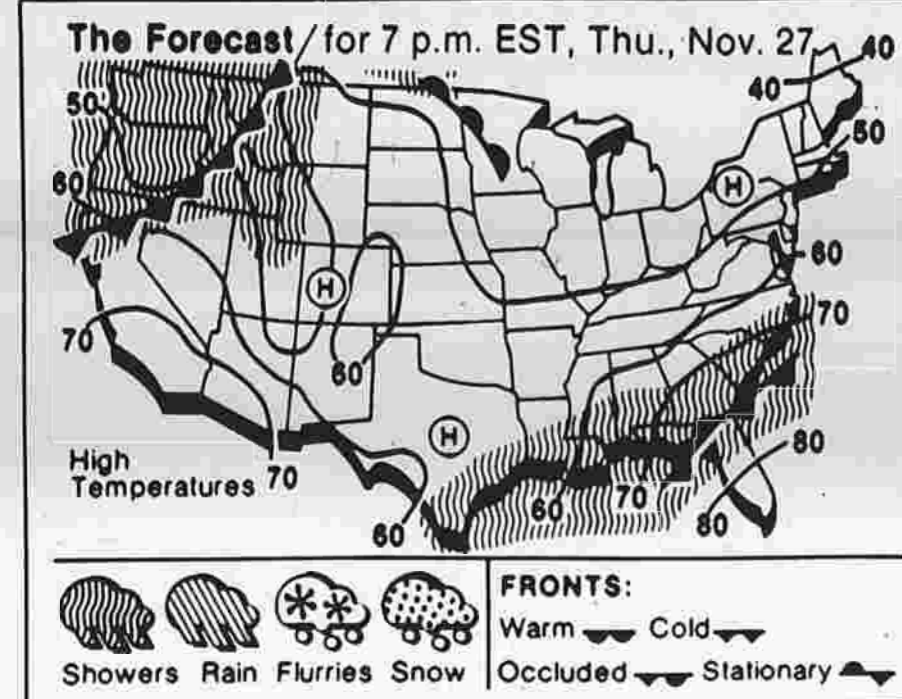 The Forecast/for 7 p.m. EST, Thu., Nov. 27
40
40
50
50
60
H
H
60
70
70
60
H
80
High
Temperatures
70
60
60
70
80
FRONTS:
Warm Cold
Showers Rain Flurries Snow
Occluded Stationary